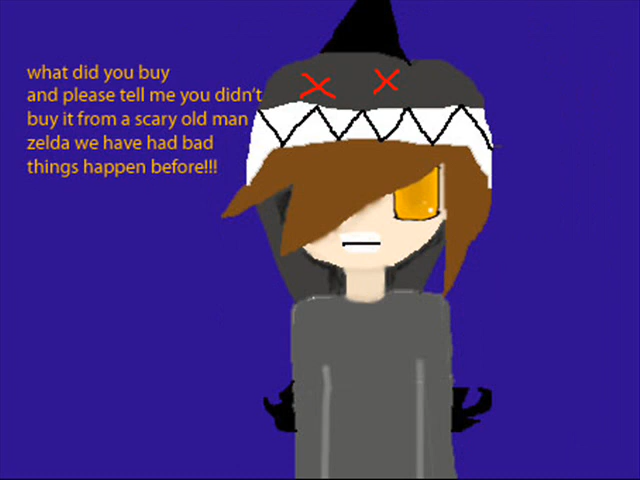 what did you buy
and please tell me you didn't
buy it from a scary old man
zelda we have had bad
things happen before!!!